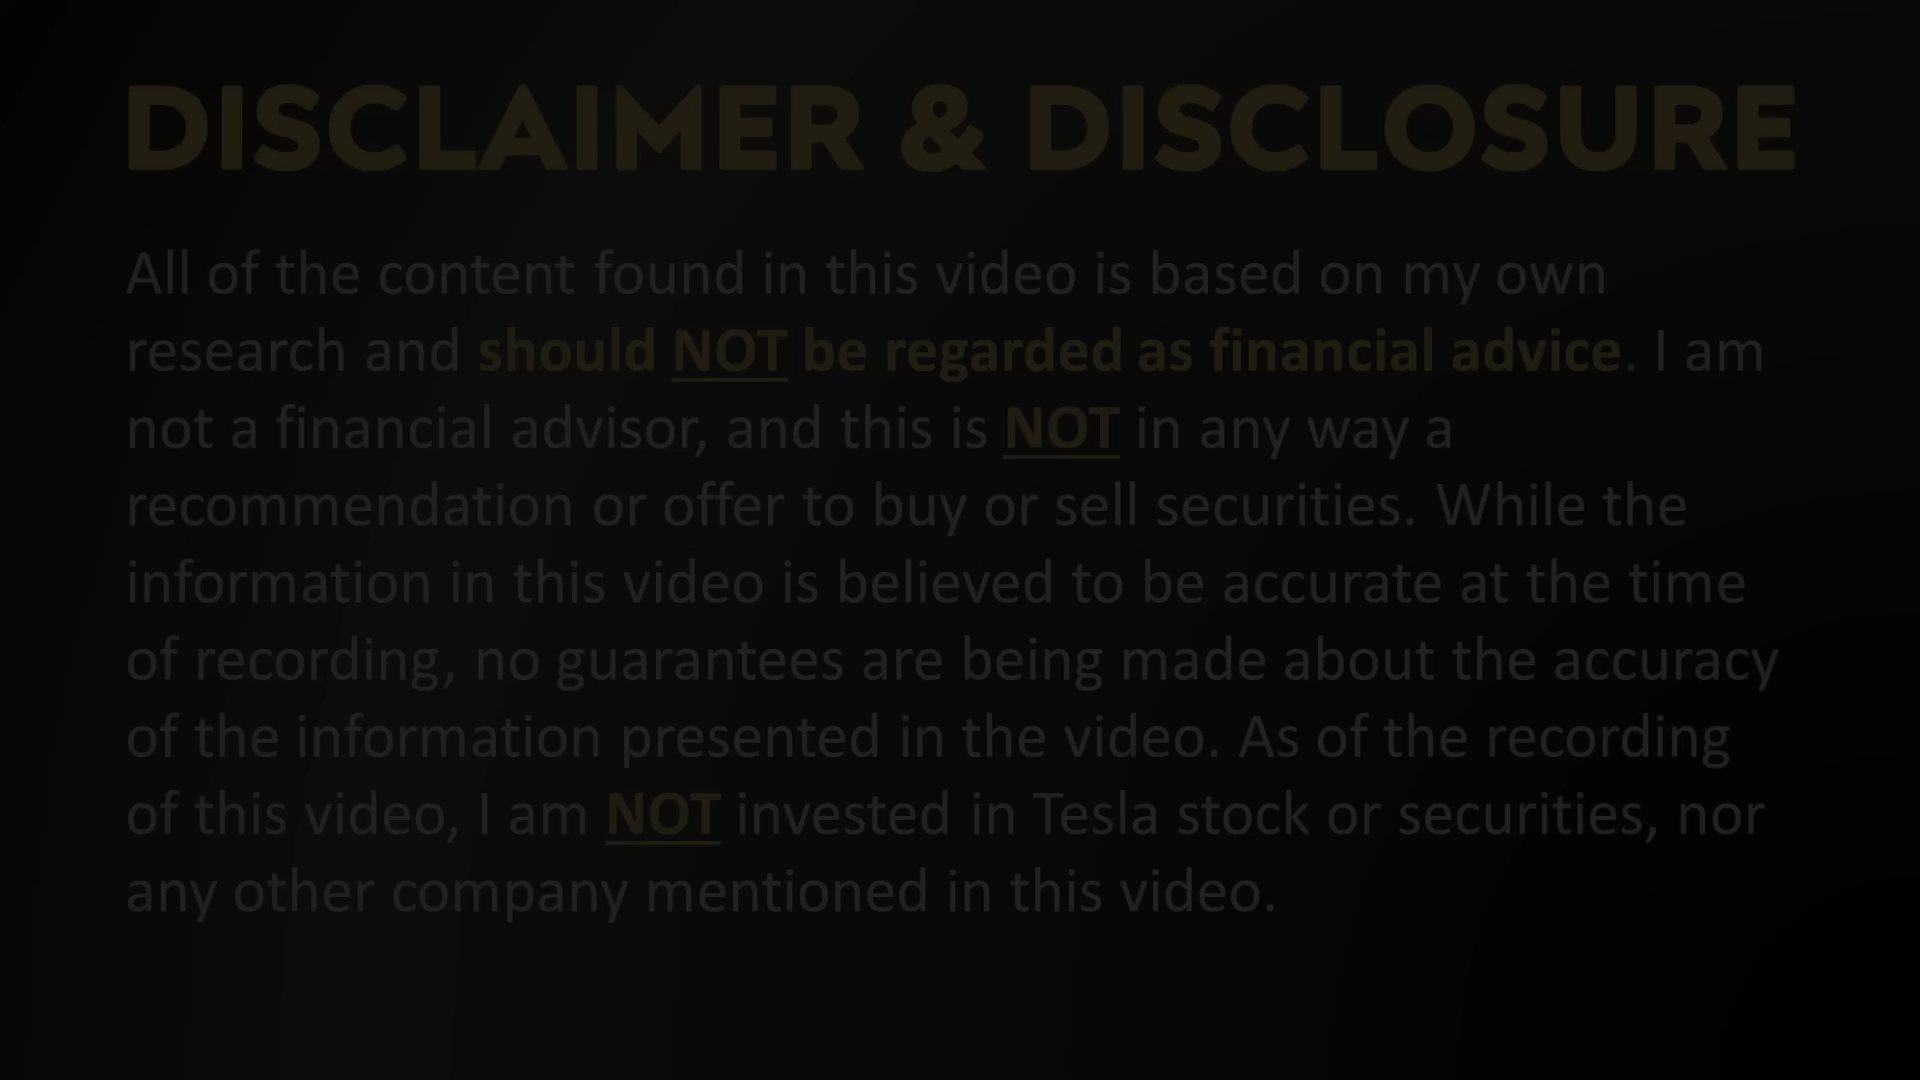 DISCLAIMER & DISCLOSURE
All of the content found in this video is based on my own
research and should NOT be regarded as financial advice. I am
not a financial advisor, and this is NOT in any way a
recommendation or offer to buy or sell securities. While the
information in this video is believed to be accurate at the time
of recording, no guarantees are being made about the accuracy
of the information presented in the video. As of the recording
of this video, I am NOT invested in Tesla stock or securities, nor
any other company mentioned in this video.